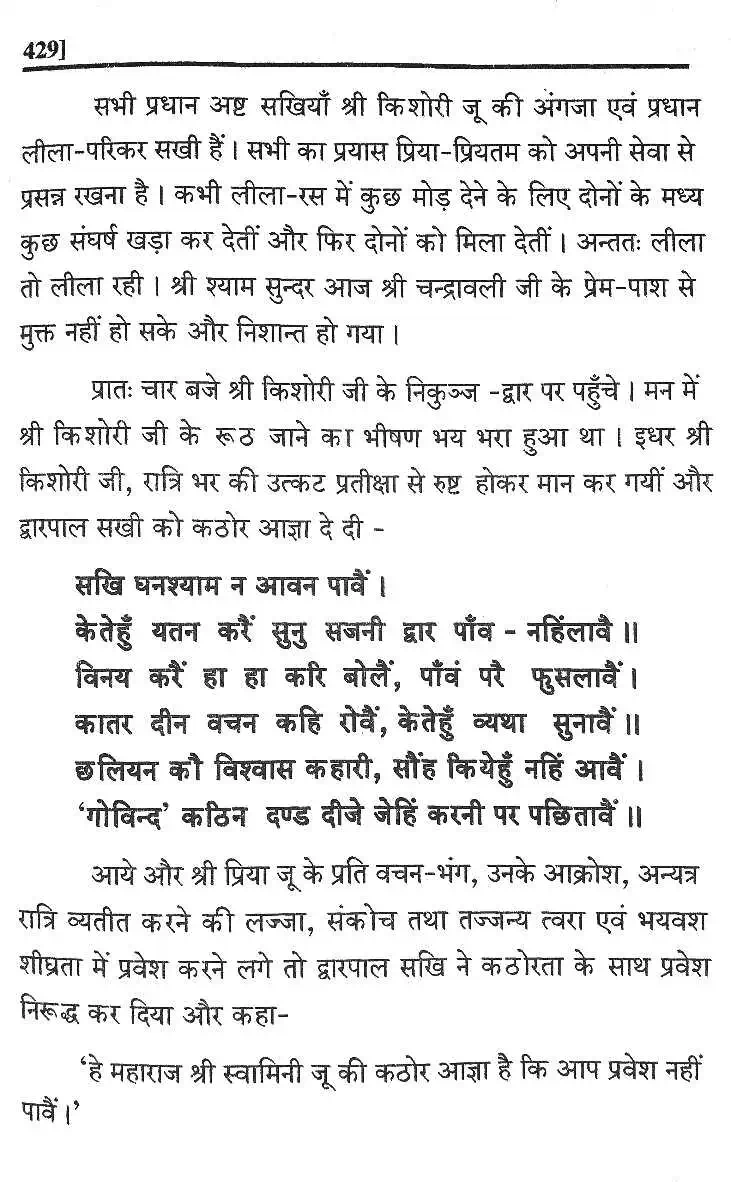 429]
सभी प्रधान अष्ट सखियाँ श्री किशोरी जू की अंगजा एवं प्रधान
लीला-परिकर सखी हैं। सभी का प्रयास प्रिया-प्रियतम को अपनी सेवा से
प्रसन्न रखना है। कभी लीला-रस में कुछ मोड़ देने के लिए दोनों के मध्य
कुछ संघर्ष खड़ा कर देतीं और फिर दोनों को मिला देतीं। अन्ततः लीला
तो लीला रही। श्री श्याम सुन्दर आज श्री चन्द्रावली जी के प्रेम-पाश से
मुक्त नहीं हो सके और निशान्त हो गया।
प्रातः चार बजे श्री किशोरी जी के निकुञ्ज -द्वार पर पहुँचे। मन में
श्री किशोरी जी के रूठ जाने का भीषण भय भरा हुआ था। इधर श्री
किशोरी जी, रात्रि भर की उत्कट प्रतीक्षा से रुष्ट होकर मान कर गयीं और
द्वारपाल सखी को कठोर आज्ञा दे दी -
सखि घनश्याम न आवन पावैं।
केतेहुँ यतन करैं सुनु सजनी द्वार पाँव - नहिंलावै॥
विनय करैं हा हा करि बोलैं, पाँवं परै फुसलावैं।
कातर दीन वचन कहि रोवैं, केतेहुँ व्यथा सुनावैं॥
छलियन कौ विश्वास कहारी, सौंह कियेहुँ नहिं आवैं।
'गोविन्द' कठिन दण्ड दीजे जेहिं करनी पर पछितावैं॥
आये और श्री प्रिया जू के प्रति वचन-भंग, उनके आक्रोश, अन्यत्र
रात्रि व्यतीत करने की लज्जा, संकोच तथा तज्जन्य त्वरा एवं भयवश
शीघ्रता में प्रवेश करने लगे तो द्वारपाल सखि ने कठोरता के साथ प्रवेश
निरूद्ध कर दिया और कहा-
'हे महाराज श्री स्वामिनी जू की कठोर आज्ञा है कि आप प्रवेश नहीं
पावैं।'